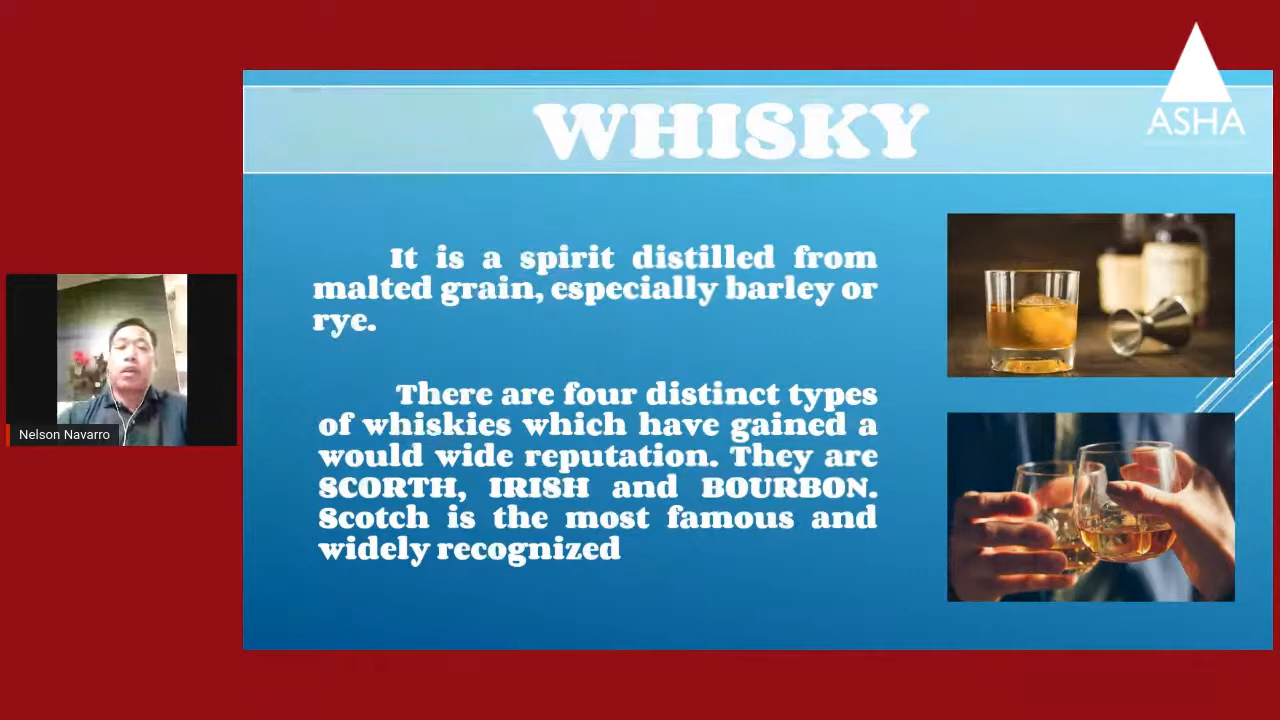 WHISKY
ASHA
It is a spirit distilled from
malted grain, especially barley or
rye.
There are four distinct types
of whiskies which have gained a
would wide reputation. They are
SCORTH, IRISH and BOURBON.
Scotch is the most famous and
widely recognized
Nelson Navarro